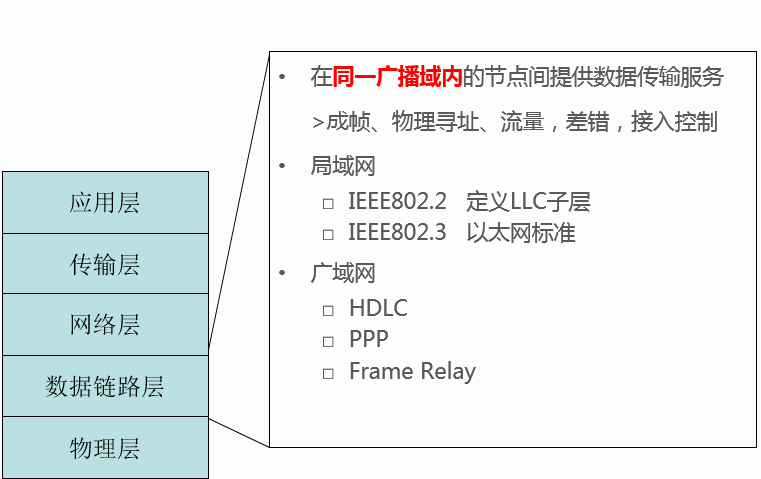 • 在同一广播域内的节点间提供数据传输服务
>成帧、物理寻址、流量，差错，接入控制
• 局域网
□ IEEE802.2 定义LLC子层
□ IEEE802.3 以太网标准
• 广域网
□ HDLC
□ PPP
□ Frame Relay
应用层
传输层
网络层
数据链路层
物理层